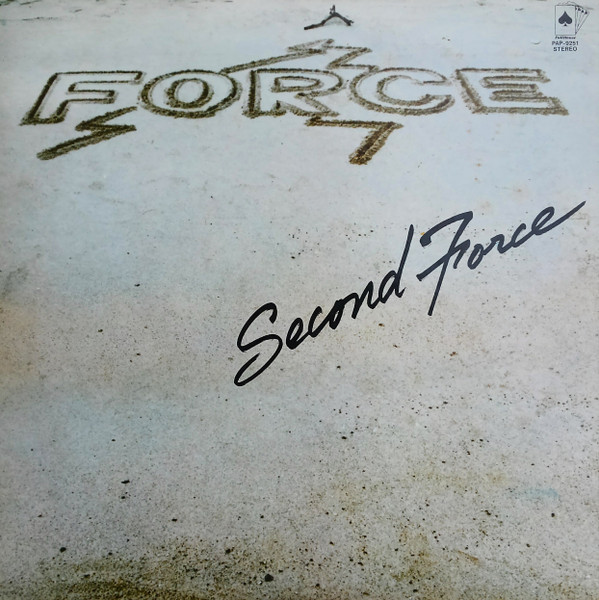 PAP-9251
STEREO
FORCE
Second Force